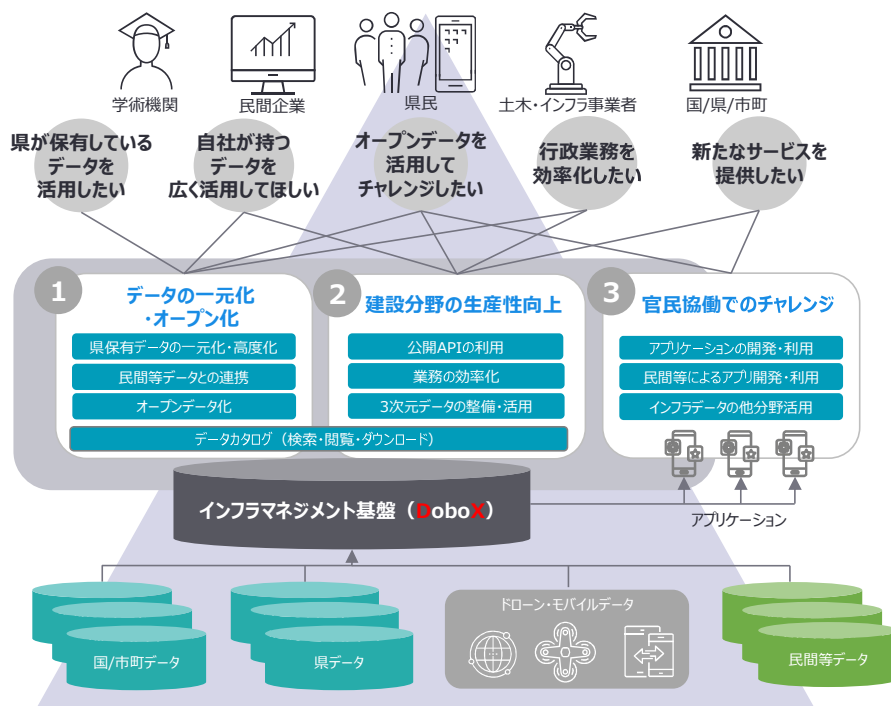 学術機関
民間企業
県民
土木・インフラ事業者
国/県/市町
県が保有している
データを
活用したい
自社が持つ
データを
広く活用してほしい
オープンデータを
活用して
チャレンジしたい
行政業務を
効率化したい
新たなサービスを
提供したい
1
データの一元化
・オープン化
県保有データの一元化・高度化
民間等データとの連携
オープンデータ化
2
建設分野の生産性向上
公開APIの利用
業務の効率化
3次元データの整備・活用
3
官民協働でのチャレンジ
アプリケーションの開発・利用
民間等によるアプリ開発・利用
インフラデータの他分野活用
データカタログ（検索・閲覧・ダウンロード）
インフラマネジメント基盤（DoboX）
アプリケーション
国/市町データ
県データ
ドローン・モバイルデータ
民間等データ